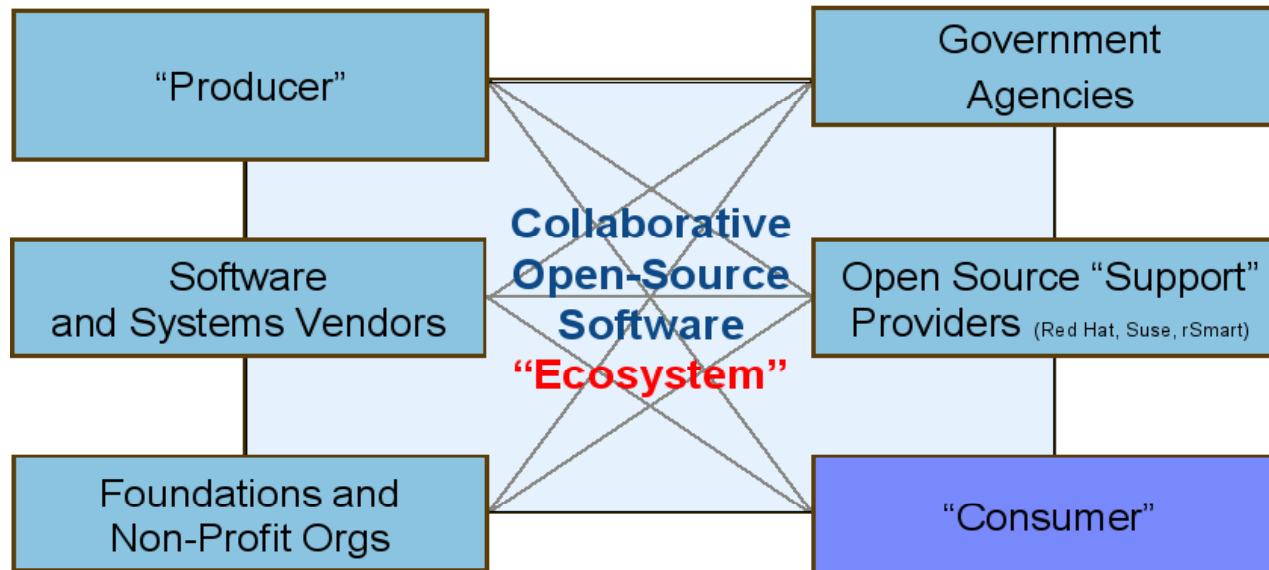 “Producer”
Government
Agencies
Collaborative
Open-Source
Software
“Ecosystem”
Software
and Systems Vendors
Open Source “Support”
Providers (Red Hat, Suse, rSmart)
Foundations and
Non-Profit Orgs
“Consumer”